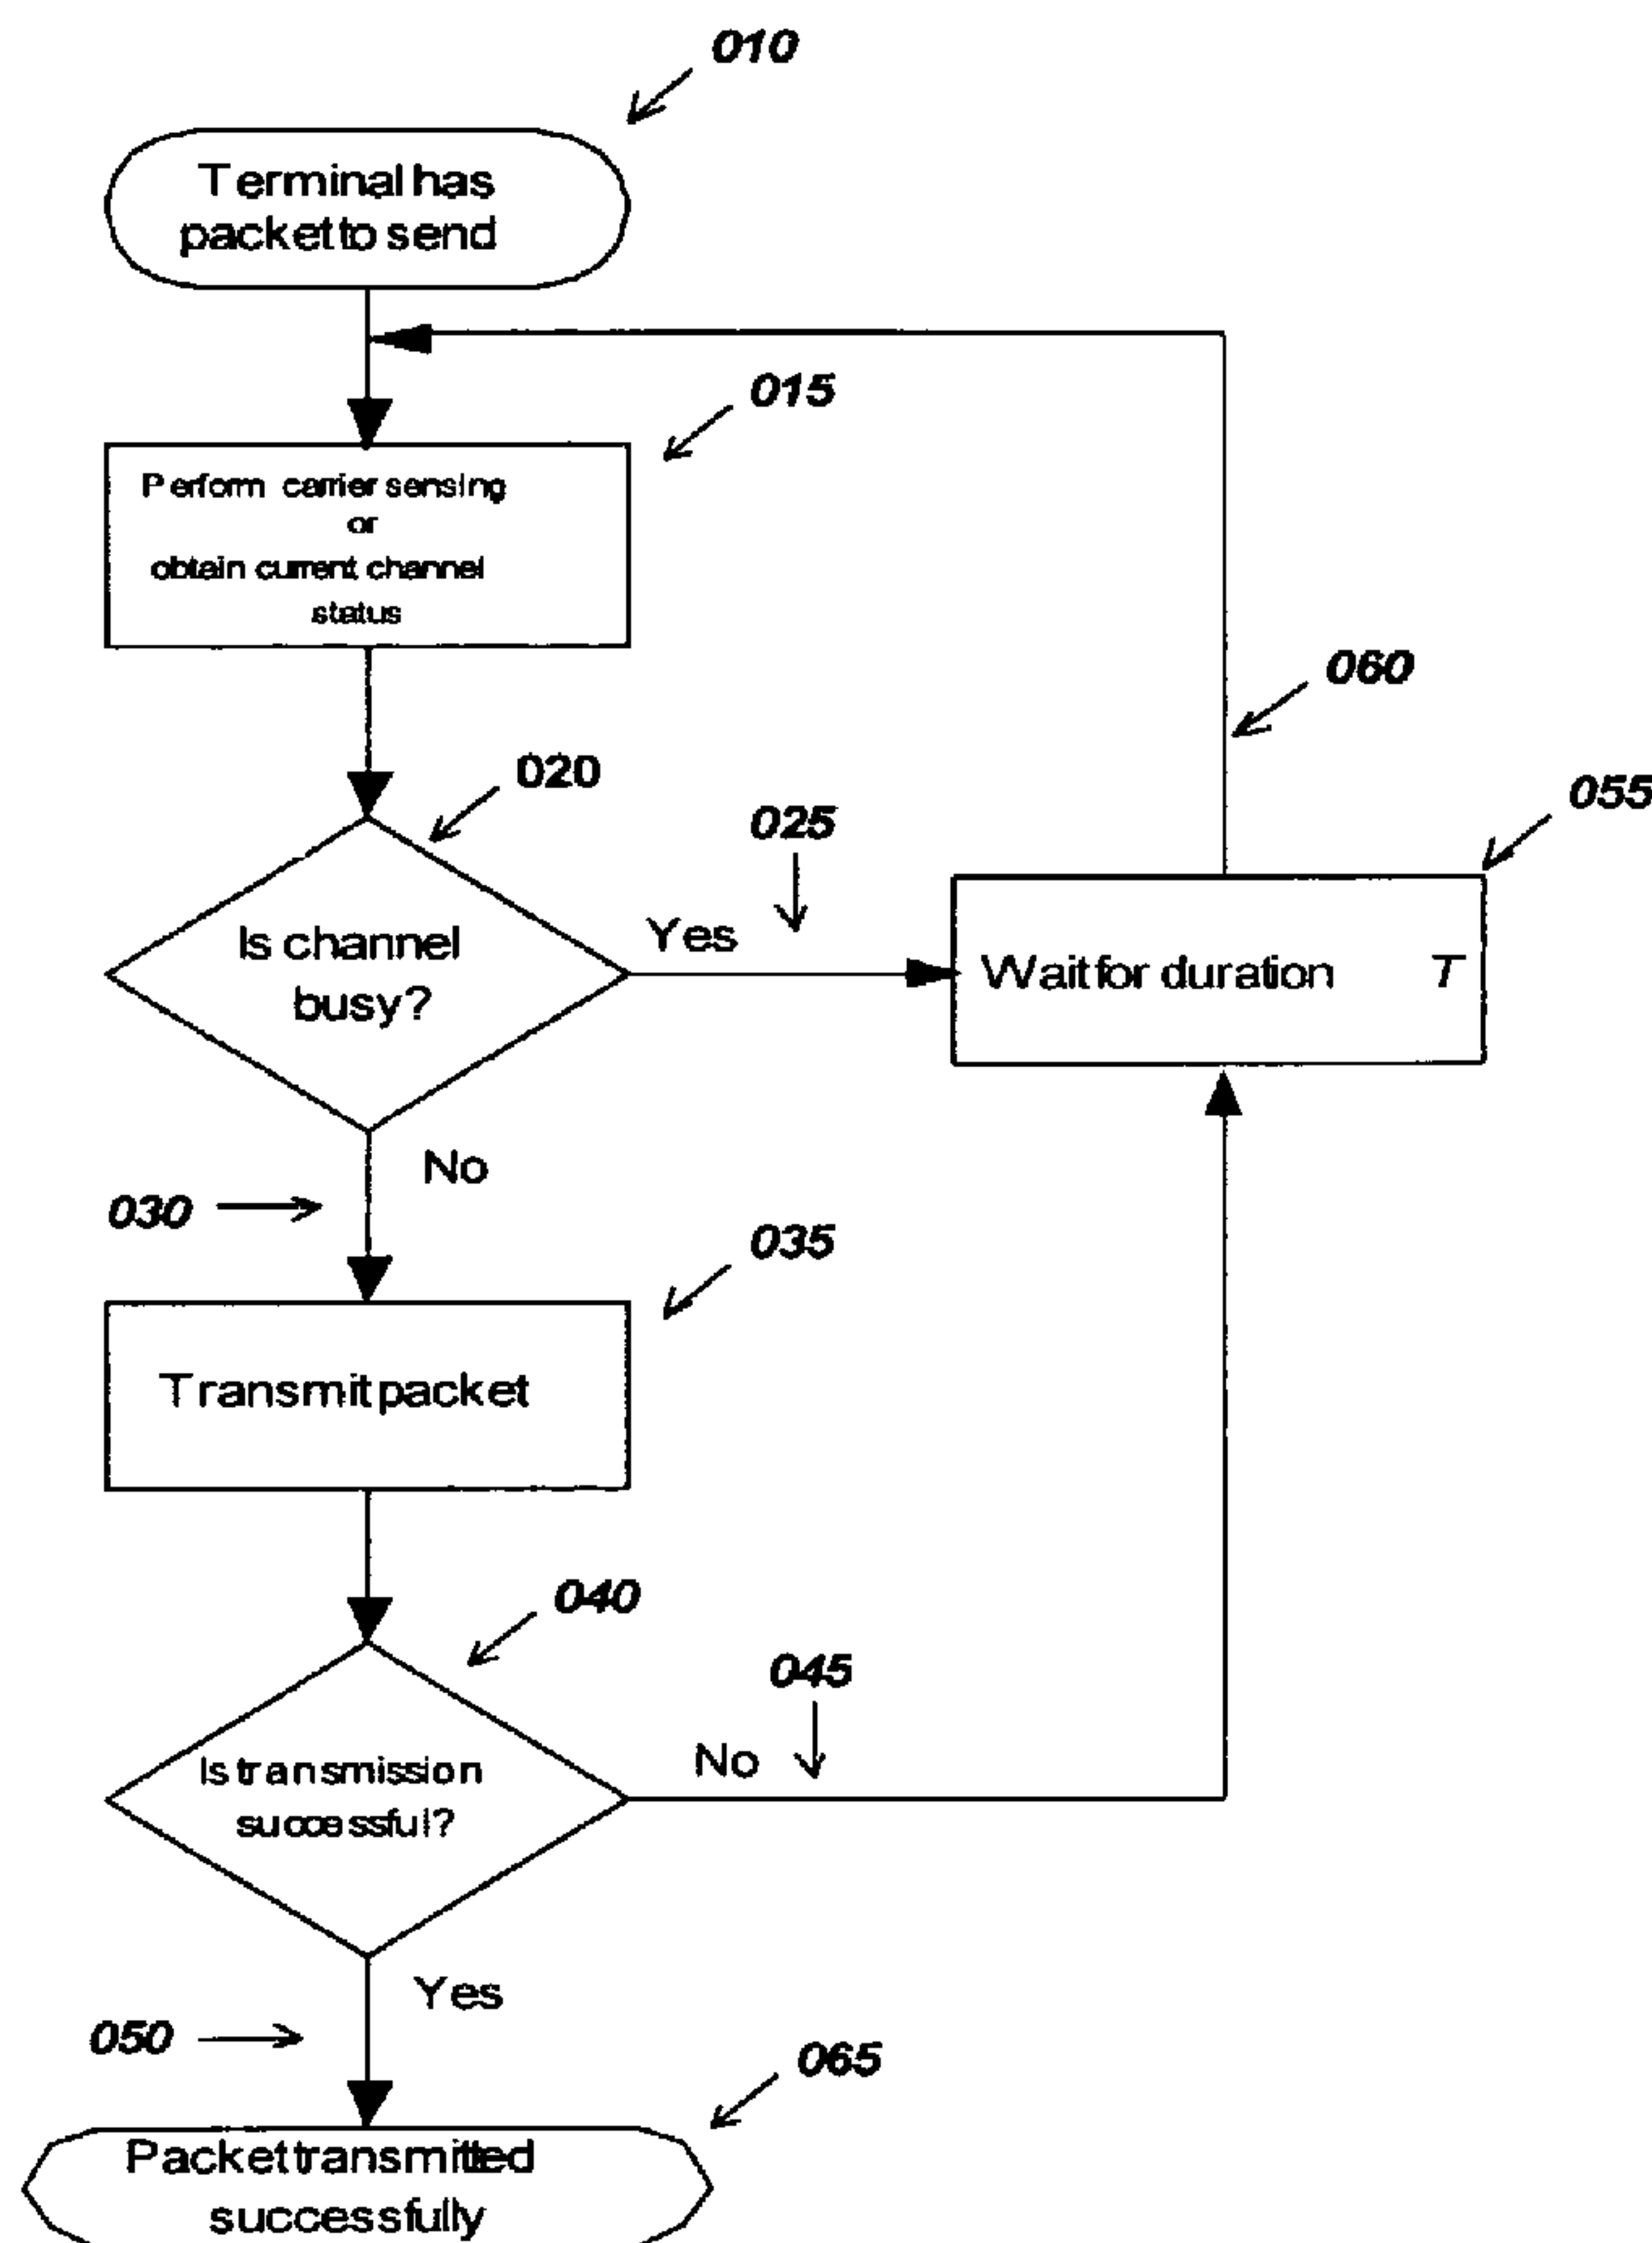 010
Terminal has
packet to send
015
Perform carrier sensing
or
obtain current channel
status
060
020
025
055
Is channel
busy?
Yes
Wait for duration T
No
030
035
Transmit packet
040
045
Is transmission
successful?
No
Yes
050
065
Packet transmitted
successfully